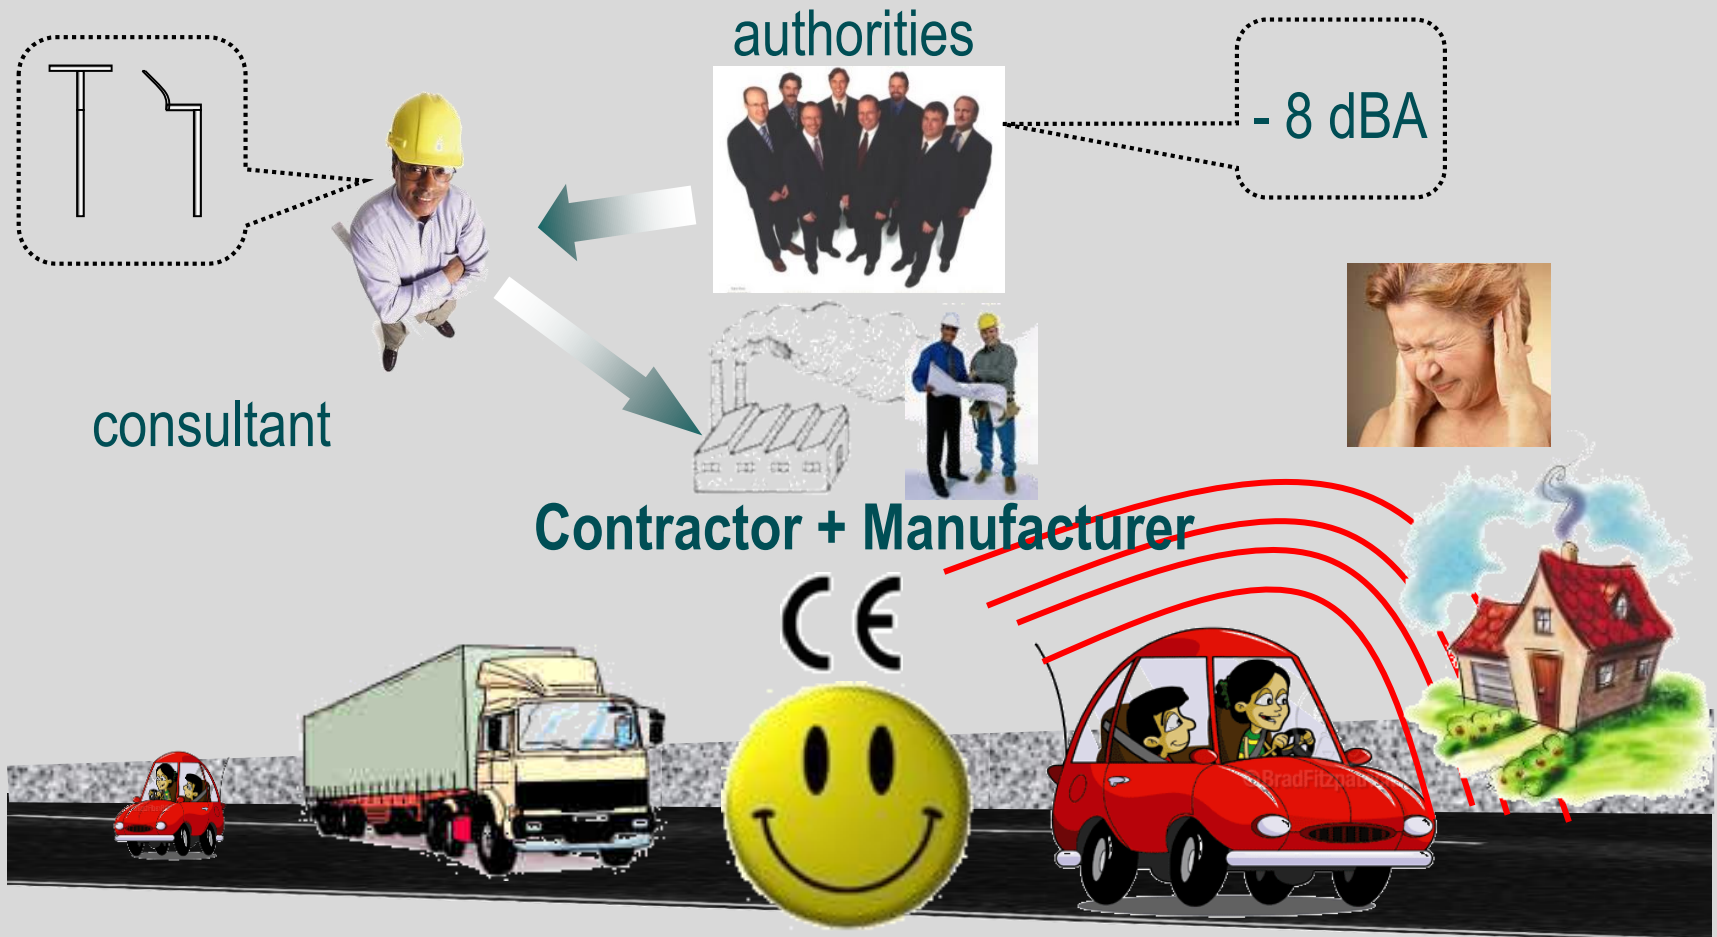 authorities
- 8 dBA
consultant
Contractor + Manufacturer
CE